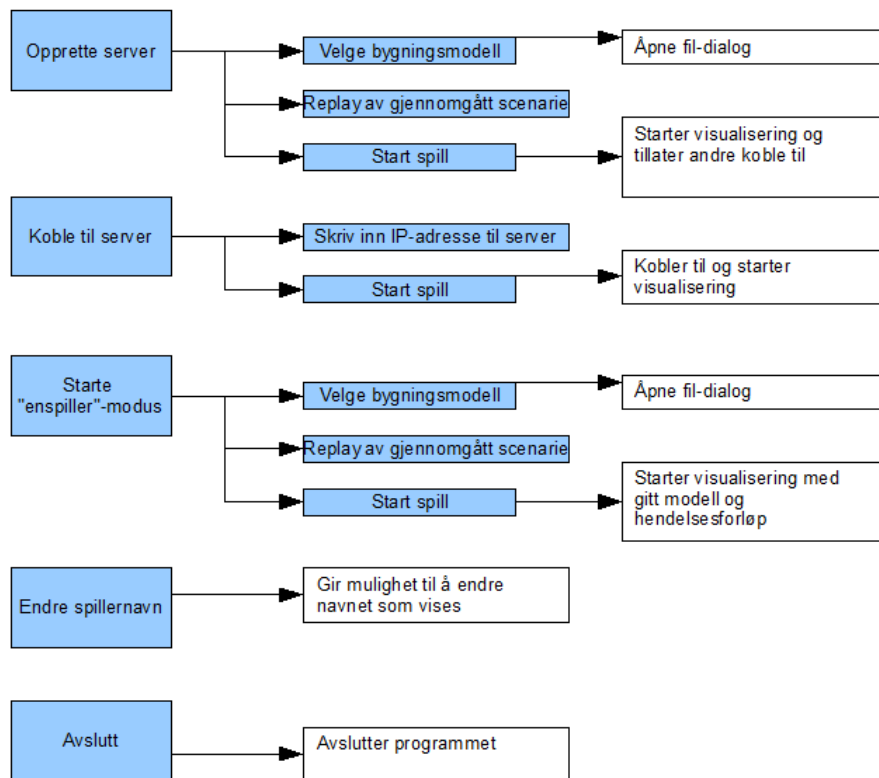 Opprette server
Velge bygningsmodell
Åpne fil-dialog
Replay av gjennomgått scenarie
Start spill
Starter visualisering og
tillater andre koble til
Koble til server
Skriv inn IP-adresse til server
Start spill
Kobler til og starter
visualisering
Starte
"enspiller"-modus
Velge bygningsmodell
Åpne fil-dialog
Replay av gjennomgått scenarie
Start spill
Starter visualisering med
gitt modell og
hendelsesforløp
Endre spillernavn
Gir mulighet til å endre
navnet som vises
Avslutt
Avslutter programmet